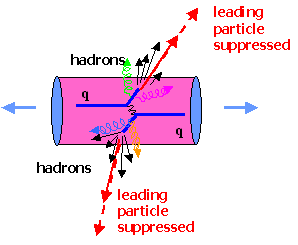 leading
particle
suppressed
hadrons
q
q
hadrons
leading
particle
suppressed